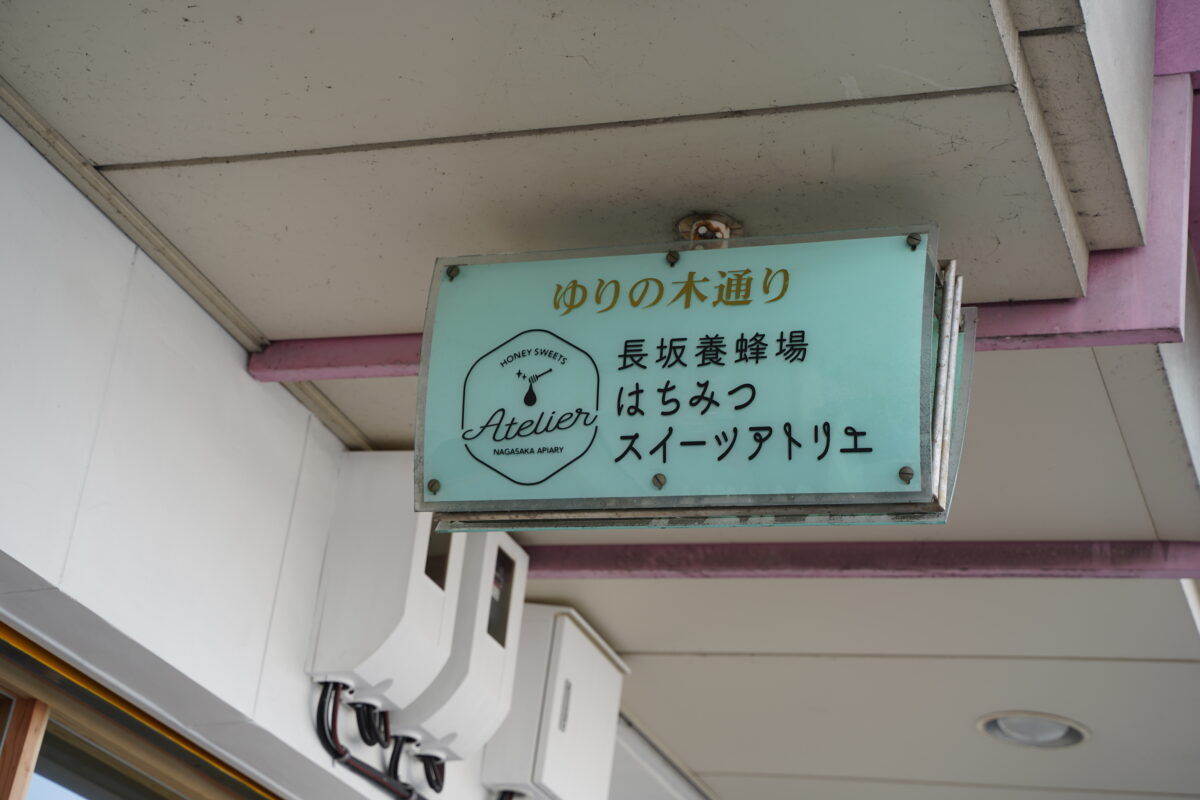 ゆりの木通り
HONEY SWEETS
Atelier
NAGASAKA APIARY
長坂養蜂場
はちみつ
スイーツアトリエ